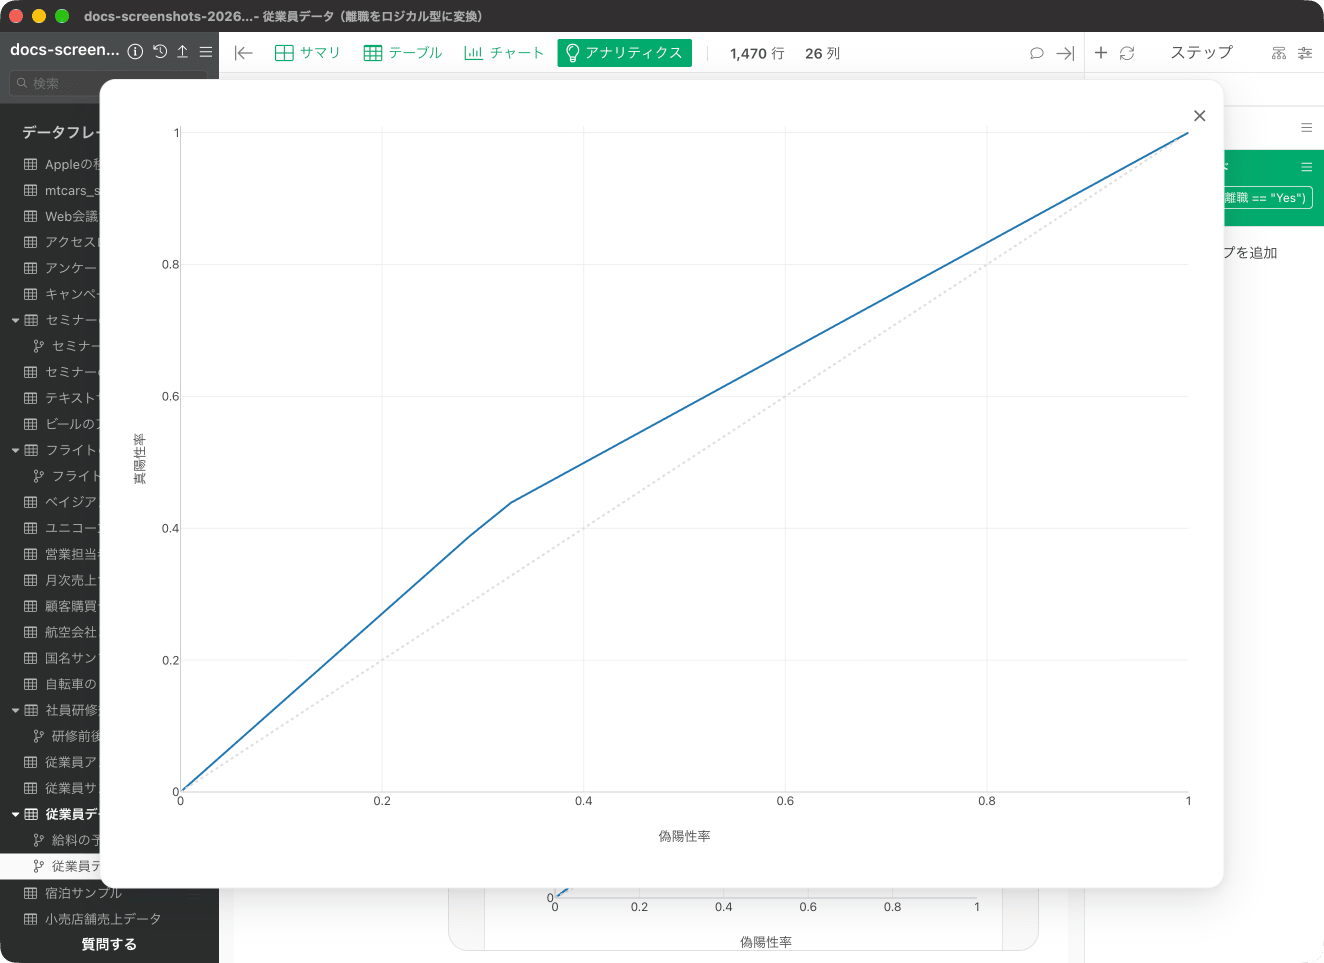 docs-screenshots-2026...- 従業員データ（離職をロジカル型に変換）
docs-screen...
サマリ
テーブル
チャート
アナリティクス
1,470 行
26 列
ステップ
検索
データフレー
Appleの
mtcars_s
Web会議
アクセス
アンケー
キャンペ
セミナー
セミナー
セミナー
テキスト
ビールの
フライト
フライト
ベイジア
ユニコー
営業担当
月次売上
顧客購買
航空会社
国名サン
自転車の
社員研修
研修前後
従業員ア
従業員サ
従業員デー
給料の予
従業員デ
宿泊サンプル
小売店舗売上データ
質問する
離職 == "Yes")
プを追加
1
0.8
0.6
0.4
0.2
0
真陽性率
0
0.2
0.4
0.6
0.8
1
偽陽性率
0
0
0.2
0.4
0.6
0.8
1
偽陽性率